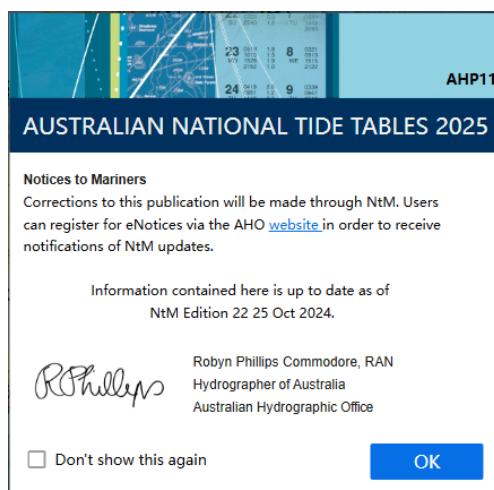 AHP11
AUSTRALIAN NATIONAL TIDE TABLES 2025
Notices to Mariners
Corrections to this publication will be made through NtM. Users
can register for eNotices via the AHO website in order to receive
notifications of NtM updates.
Information contained here is up to date as of
NtM Edition 22 25 Oct 2024.
RPhillips
Robyn Phillips Commodore, RAN
Hydrographer of Australia
Australian Hydrographic Office
Don't show this again
OK